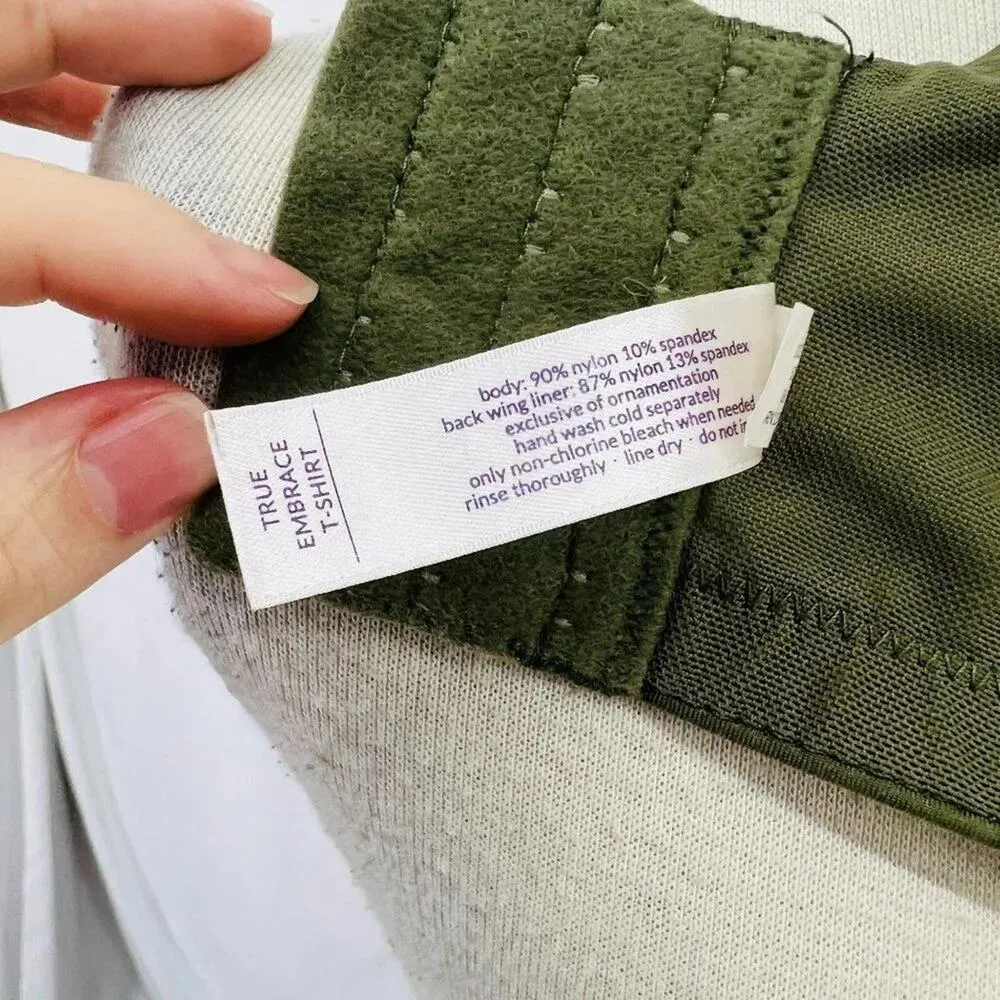 TRUE
EMBRACE
T-SHIRT
body: 90% nylon 10% spandex
back wing liner: 87% nylon 13% spandex
exclusive of ornamentation
hand wash cold separately
only non-chlorine bleach when needed
rinse thoroughly · line dry · do not